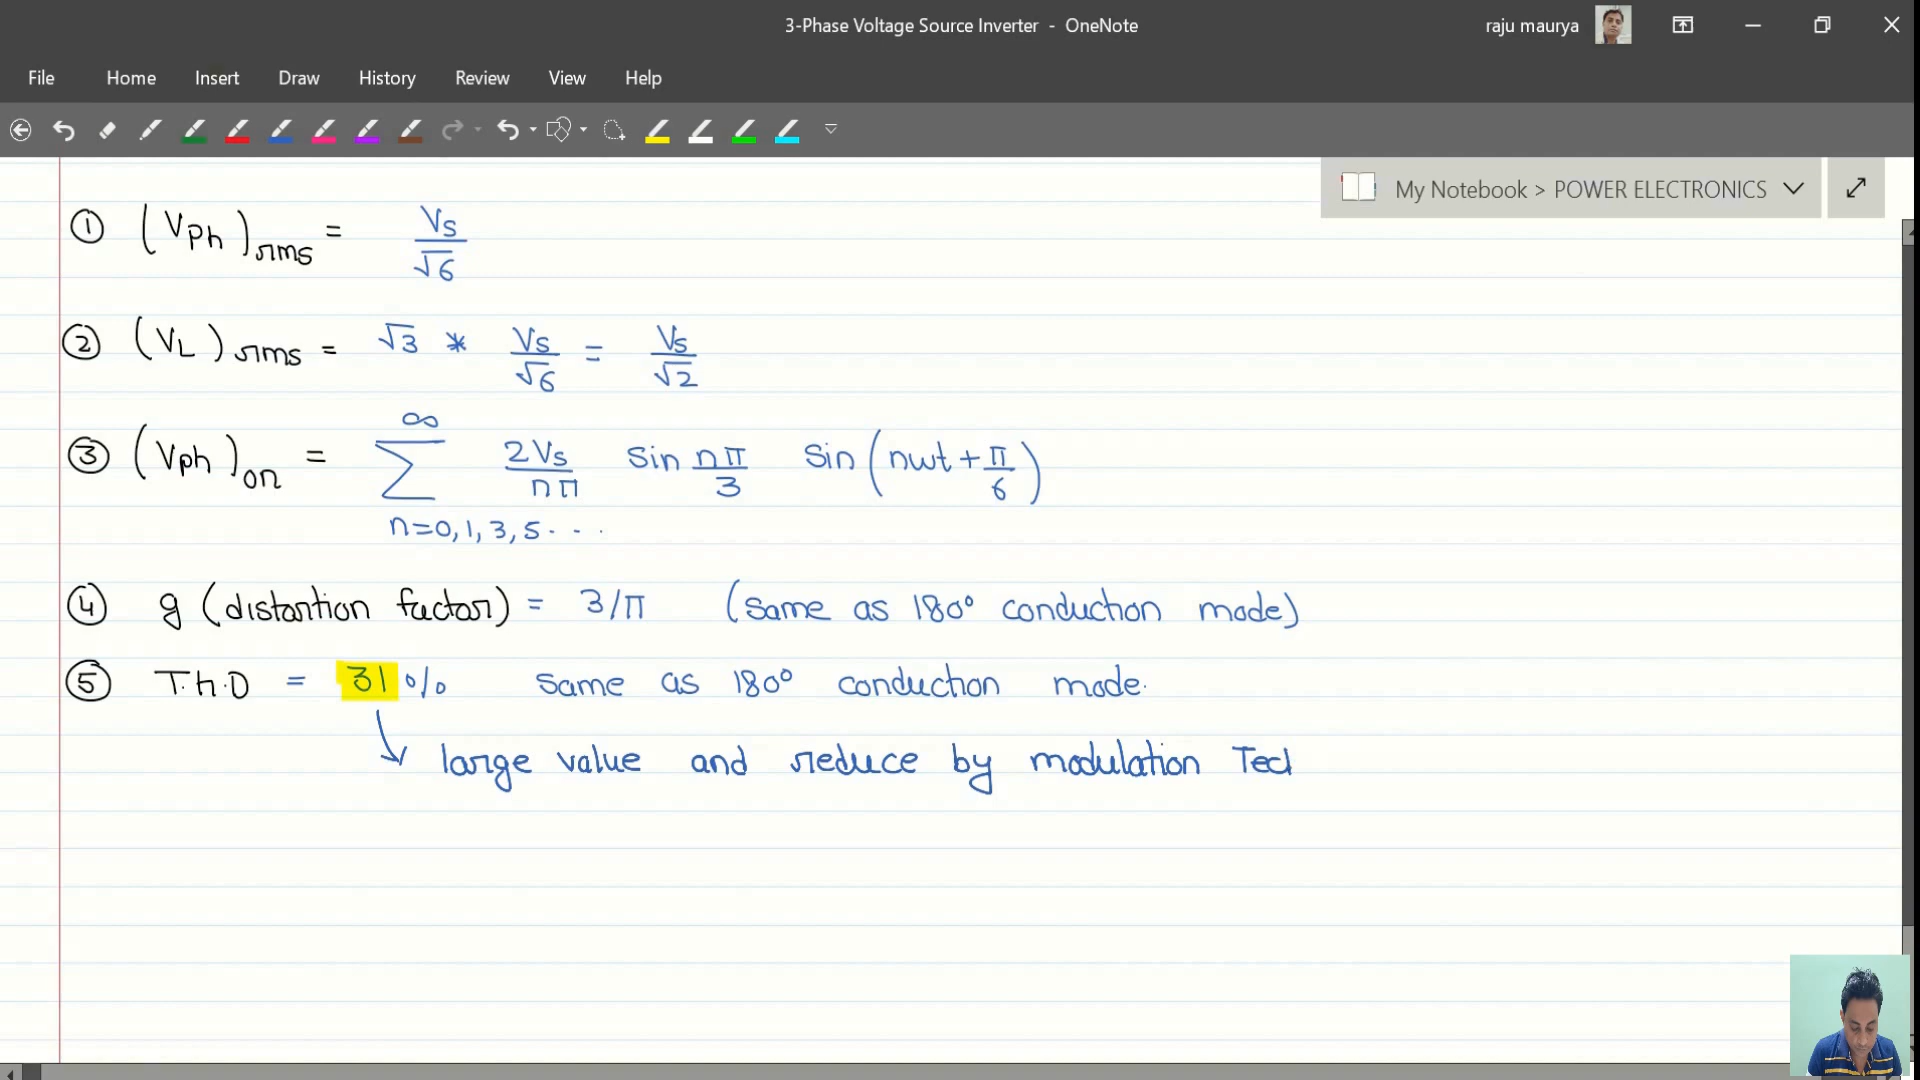 3-Phase Voltage Source Inverter - OneNote
raju maurya
File Home Insert Draw History Review View Help
My Notebook > POWER ELECTRONICS
① (Vph)rms = Vs/√6
② (VL)rms = √3 * Vs/√6 = Vs/√2
③ (Vph)on = ∞ Σ n=0,1,3,5... 2Vs/nπ sin nπ/3 sin(nωt + π/6)
④ g (distortion factor) = 3/π (same as 180° conduction mode)
⑤ T.h.D = 31% same as 180° conduction mode.
large value and reduce by modulation Tecl